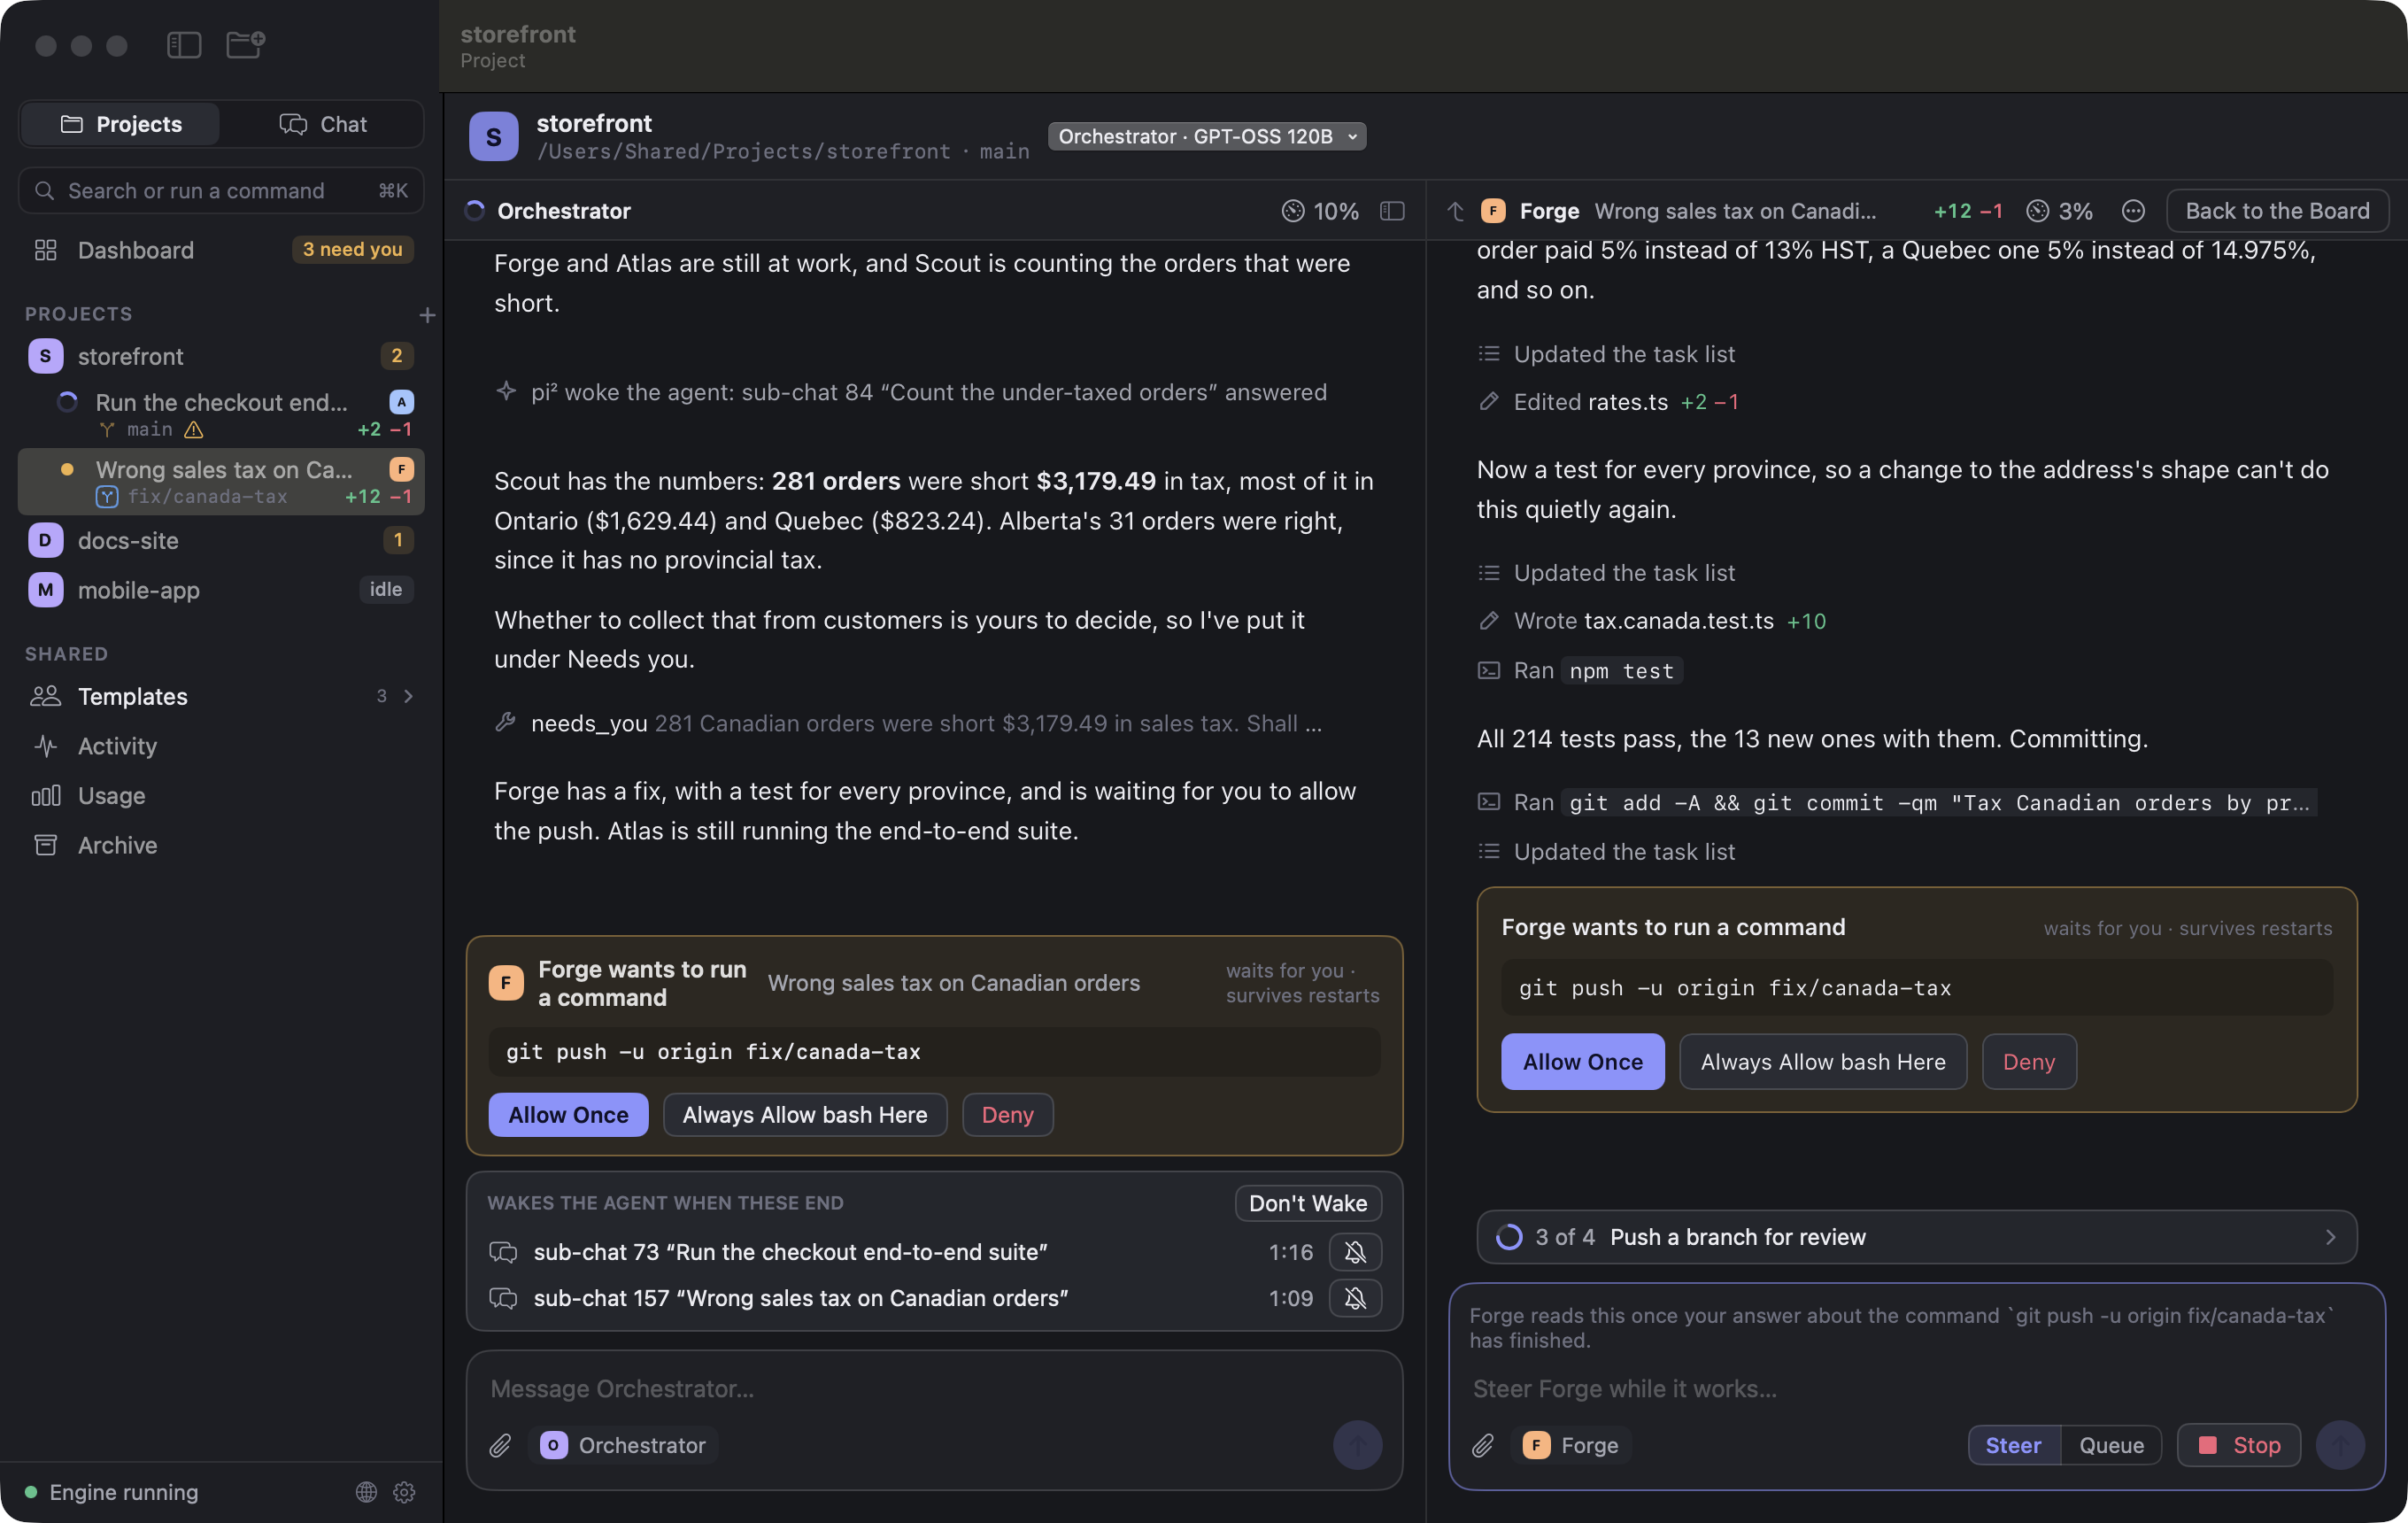 storefront
Project
Projects
Chat
Search or run a command ⌘K
Dashboard
3 need you
PROJECTS
S storefront 2
Run the checkout end... A
main +2 −1
Wrong sales tax on Ca... F
fix/canada-tax +12 −1
D docs-site 1
M mobile-app idle
SHARED
Templates 3
Activity
Usage
Archive
Engine running
S storefront
/Users/Shared/Projects/storefront · main
Orchestrator · GPT-OSS 120B
Orchestrator 10%
Forge and Atlas are still at work, and Scout is counting the orders that were
short.
pi² woke the agent: sub-chat 84 “Count the under-taxed orders” answered
Scout has the numbers: 281 orders were short $3,179.49 in tax, most of it in
Ontario ($1,629.44) and Quebec ($823.24). Alberta's 31 orders were right,
since it has no provincial tax.
Whether to collect that from customers is yours to decide, so I've put it
under Needs you.
needs_you 281 Canadian orders were short $3,179.49 in sales tax. Shall ...
Forge has a fix, with a test for every province, and is waiting for you to allow
the push. Atlas is still running the end-to-end suite.
F Forge wants to run
a command
Wrong sales tax on Canadian orders
waits for you ·
survives restarts
git push -u origin fix/canada-tax
Allow Once
Always Allow bash Here
Deny
WAKES THE AGENT WHEN THESE END
Don't Wake
sub-chat 73 “Run the checkout end-to-end suite” 1:16
sub-chat 157 “Wrong sales tax on Canadian orders” 1:09
Message Orchestrator...
O Orchestrator
F Forge Wrong sales tax on Canadi... +12 −1 3%
Back to the Board
order paid 5% instead of 13% HST, a Quebec one 5% instead of 14.975%,
and so on.
Updated the task list
Edited rates.ts +2 −1
Now a test for every province, so a change to the address's shape can't do
this quietly again.
Updated the task list
Wrote tax.canada.test.ts +10
Ran npm test
All 214 tests pass, the 13 new ones with them. Committing.
Ran git add -A && git commit -qm "Tax Canadian orders by pr...
Updated the task list
Forge wants to run a command
waits for you · survives restarts
git push -u origin fix/canada-tax
Allow Once
Always Allow bash Here
Deny
3 of 4 Push a branch for review
Forge reads this once your answer about the command `git push -u origin fix/canada-tax`
has finished.
Steer Forge while it works...
F Forge
Steer
Queue
Stop